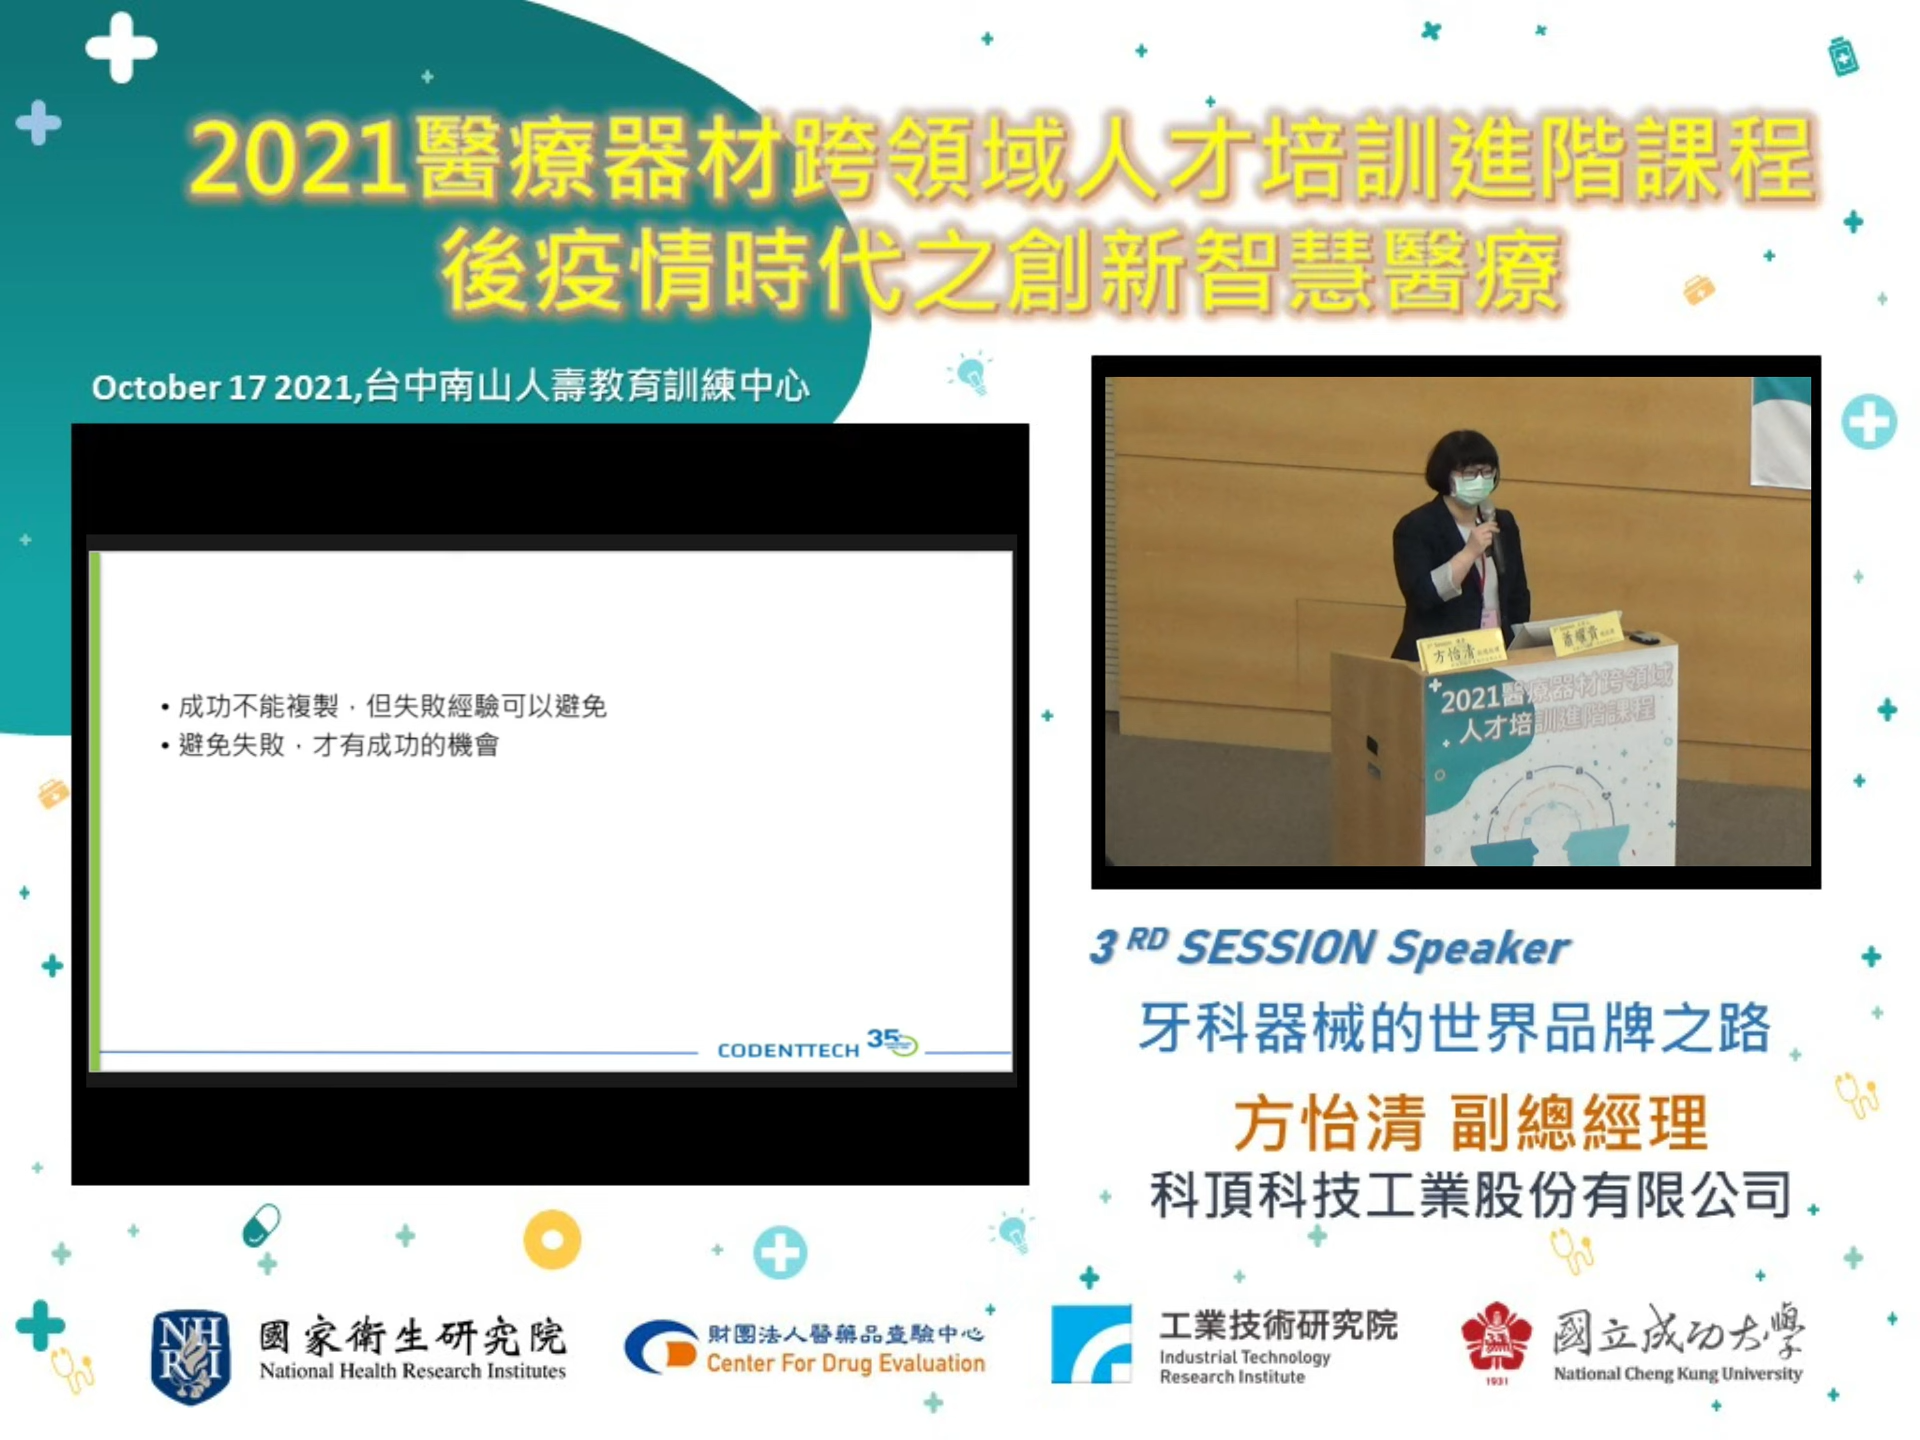 2021醫療器材跨領域人才培訓進階課程
後疫情時代之創新智慧醫療
October 17 2021,台中南山人壽教育訓練中心
• 成功不能複製，但失敗經驗可以避免
• 避免失敗，才有成功的機會
CODENTTECH 35
方怡清
蕭耀貴
2021醫療器材跨領域
人才培訓進階課程
3RD SESSION Speaker
牙科器械的世界品牌之路
方怡清 副總經理
科頂科技工業股份有限公司
NHRI
國家衛生研究院
National Health Research Institutes
財團法人醫藥品查驗中心
Center For Drug Evaluation
工業技術研究院
Industrial Technology
Research Institute
1931
國立成功大學
National Cheng Kung University